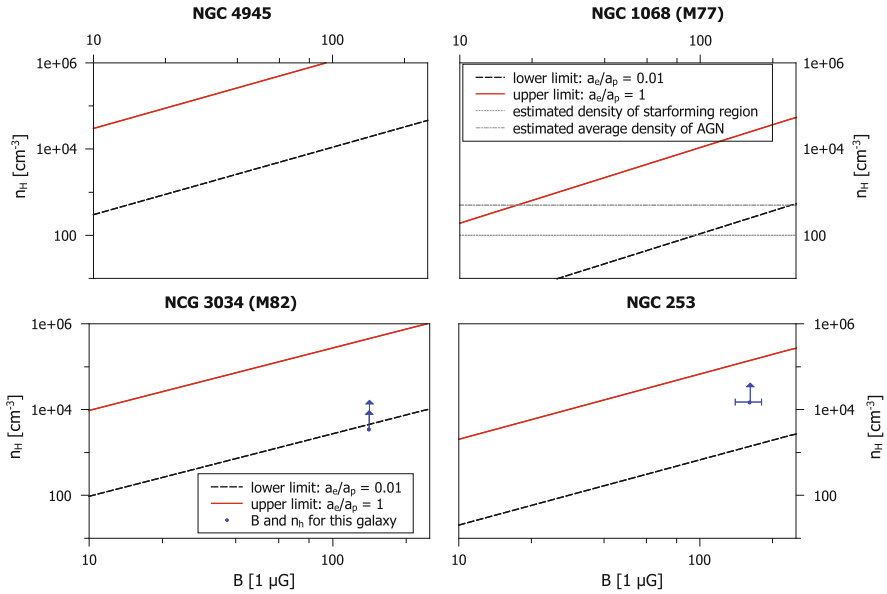 NGC 4945
NGC 1068 (M77)
10
100
10
100
1e+06
1e+04
100
n_H [cm^-3]
lower limit: a_e/a_p = 0.01
upper limit: a_e/a_p = 1
estimated density of starforming region
estimated average density of AGN
1e+06
1e+04
100
n_H [cm^-3]
NCG 3034 (M82)
NGC 253
1e+06
1e+04
100
n_H [cm^-3]
lower limit: a_e/a_p = 0.01
upper limit: a_e/a_p = 1
B and n_h for this galaxy
1e+06
1e+04
100
n_H [cm^-3]
10
100
10
100
B [1 μG]
B [1 μG]